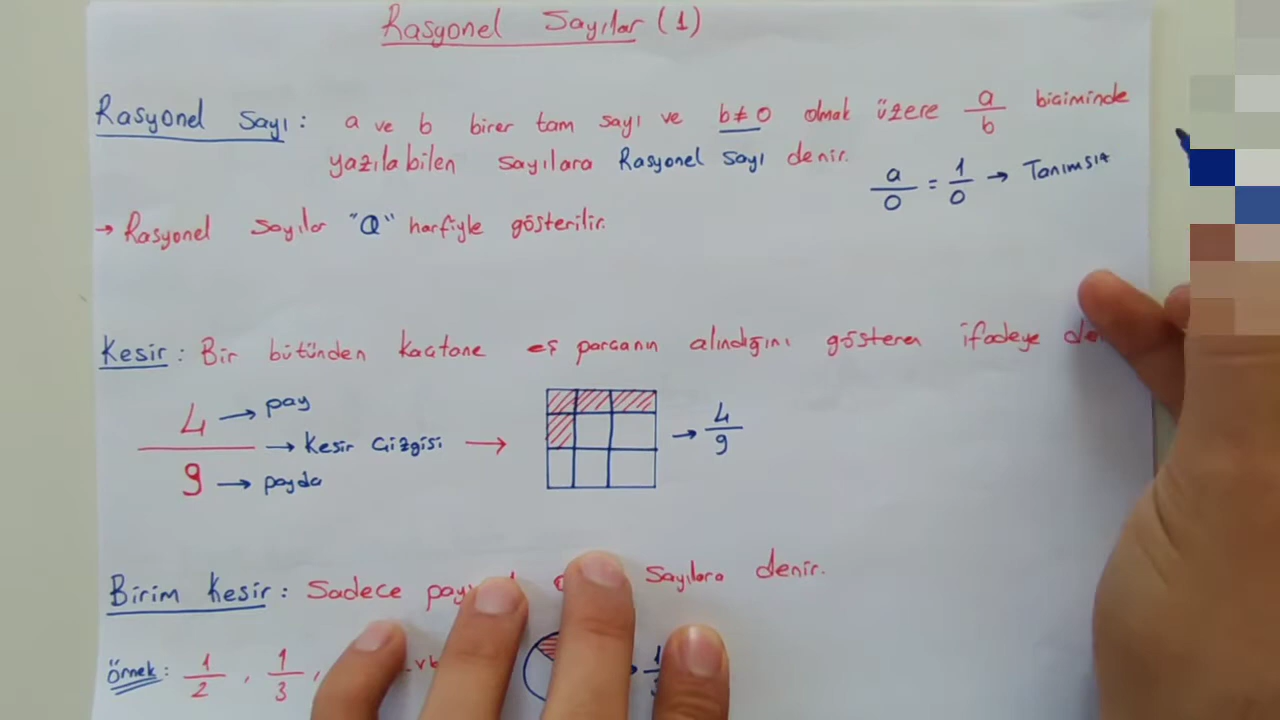 Rasyonel Sayılar (1)
Rasyonel Sayı: a ve b birer tam sayı ve b≠0 olmak üzere a/b biçiminde
yazılabilen sayılara Rasyonel sayı denir.
a/0 = 1/0 → Tanımsız
→ Rasyonel sayılar "Q" harfiyle gösterilir.
Kesir: Bir bütünden kaçtane eş parçanın alındığını gösteren ifadeye
4 → pay
→ Kesir Çizgisi →
9 → payda
→ 4/9
Birim Kesir: Sadece sayılara denir.
Örnek: 1/2, 1/3,